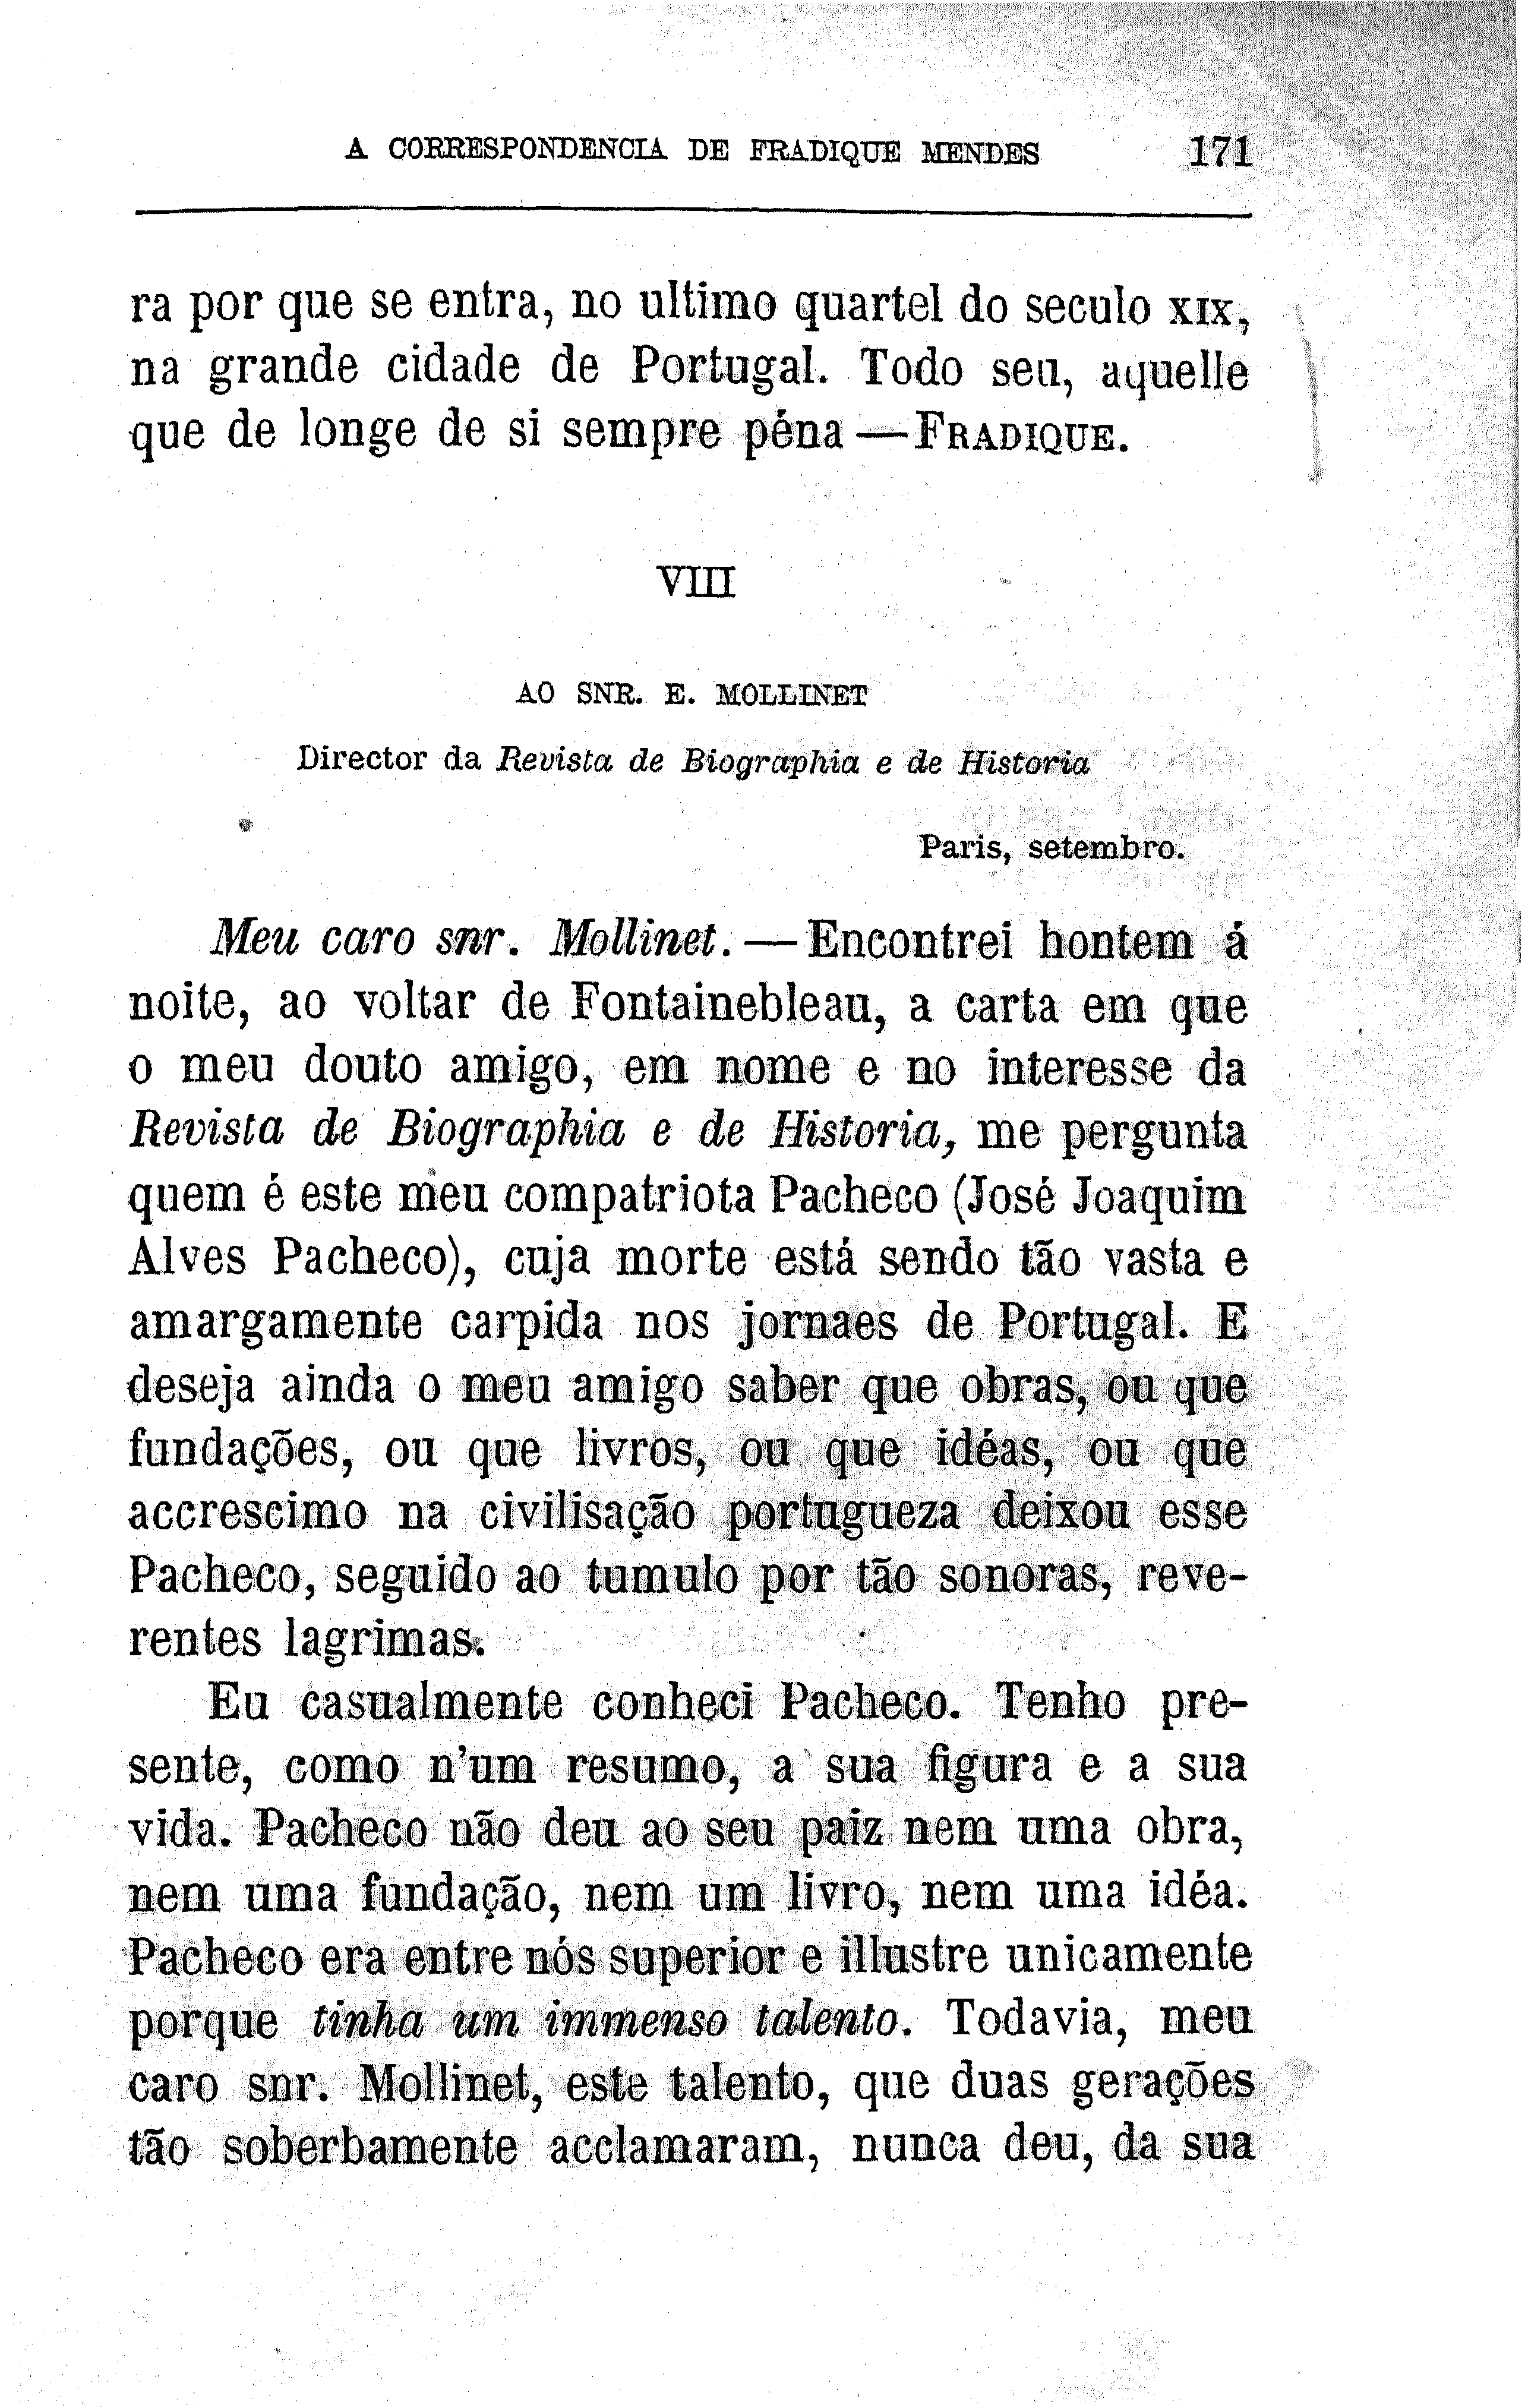 A CORRESPONDENCIA DE FRADIQUE MENDES 171
ra por que se entra, no ultimo quartel do seculo XIX,
na grande cidade de Portugal. Todo seu, aquelle
que de longe de si sempre péna — FRADIQUE.
VIII
AO SNR. E. MOLLINET
Director da Revista de Biographia e de Historia
Paris, setembro.
Meu caro snr. Mollinet. — Encontrei hontem á
noite, ao voltar de Fontainebleau, a carta em que
o meu douto amigo, em nome e no interesse da
Revista de Biographia e de Historia, me pergunta
quem é este meu compatriota Pacheco (José Joaquim
Alves Pacheco), cuja morte está sendo tão vasta e
amargamente carpida nos jornaes de Portugal. E
deseja ainda o meu amigo saber que obras, ou que
fundações, ou que livros, ou que idéas, ou que
accrescimo na civilisação portugueza deixou esse
Pacheco, seguido ao tumulo por tão sonoras, reve-
rentes lagrimas.
Eu casualmente conheci Pacheco. Tenho pre-
sente, como n'um resumo, a sua figura e a sua
vida. Pacheco não deu ao seu paiz nem uma obra,
nem uma fundação, nem um livro, nem uma idéa.
Pacheco era entre nós superior e illustre unicamente
porque tinha um immenso talento. Todavia, meu
caro snr. Mollinet, este talento, que duas gerações
tão soberbamente acclamaram, nunca deu, da sua